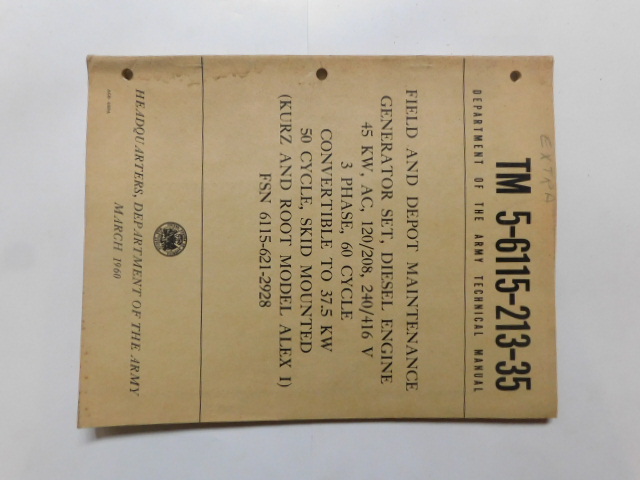 EXTRA
TM 5-6115-213-35
DEPARTMENT OF THE ARMY TECHNICAL MANUAL
FIELD AND DEPOT MAINTENANCE
GENERATOR SET, DIESEL ENGINE
45 KW, AC, 120/208, 240/416 V
3 PHASE, 60 CYCLE
CONVERTIBLE TO 37.5 KW
50 CYCLE, SKID MOUNTED
(KURZ AND ROOT MODEL ALEX I)
FSN 6115-621-2928
HEADQUARTERS, DEPARTMENT OF THE ARMY
MARCH 1960